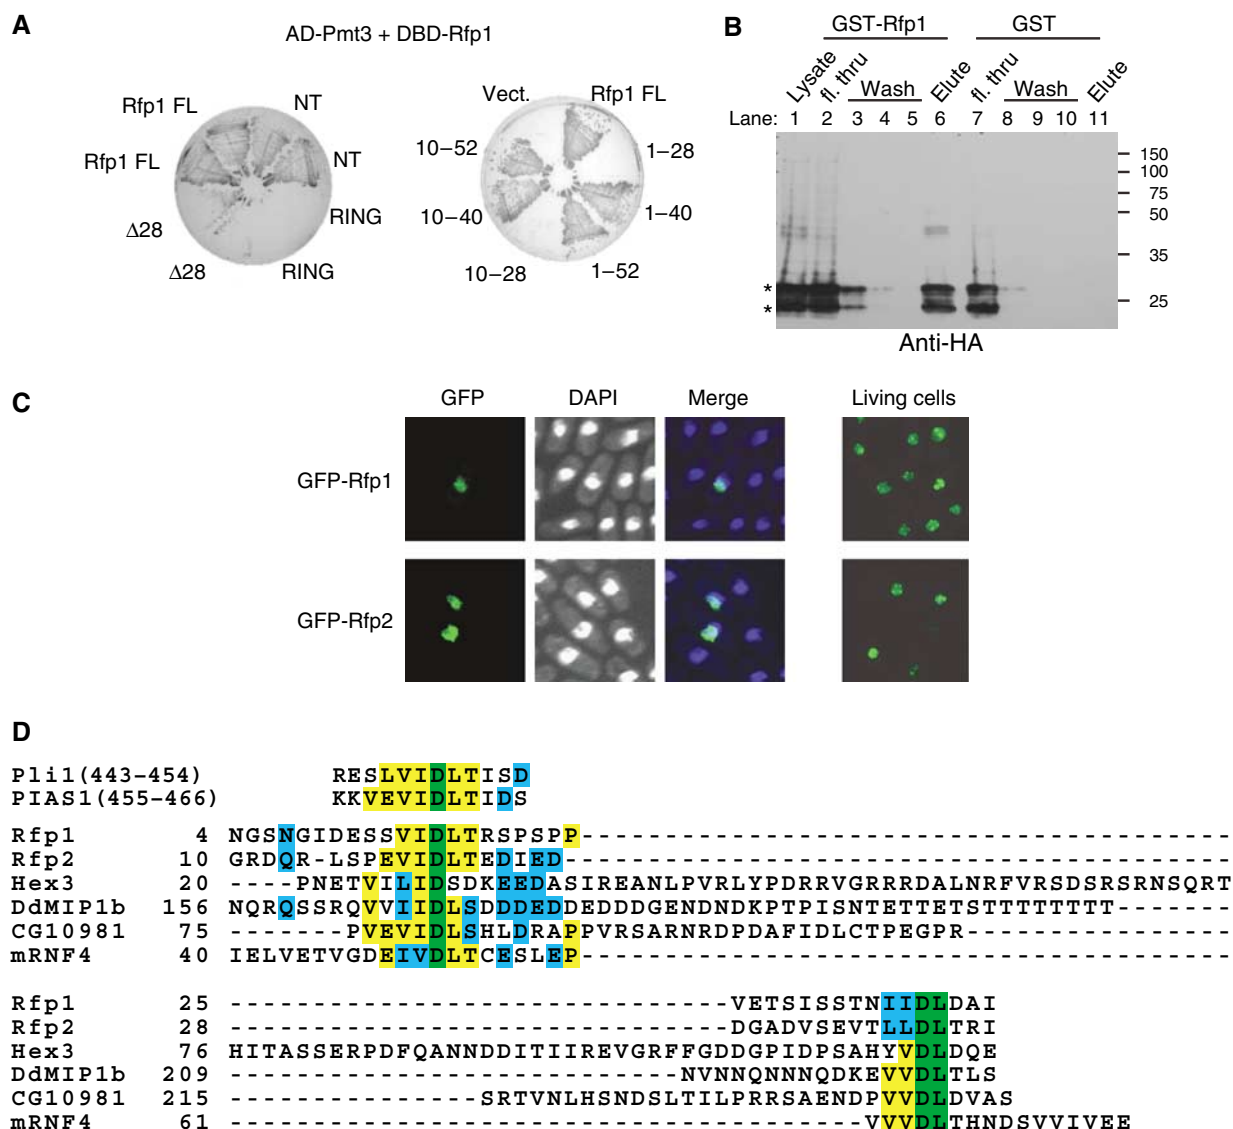 A
AD-Pmt3 + DBD-Rfp1
Rfp1 FL
NT
Rfp1 FL
NT
Δ28
RING
Δ28
RING
Vect.
Rfp1 FL
10–52
1–28
10–40
1–40
10–28
1–52
B
GST-Rfp1 GST
Lysate fl. thru Wash Elute fl. thru Wash Elute
Lane: 1 2 3 4 5 6 7 8 9 10 11
150
100
75
50
35
25
*
*
Anti-HA
C
GFP DAPI Merge Living cells
GFP-Rfp1
GFP-Rfp2
D
Pli1(443-454) RESLVIDLTISD
PIAS1(455-466) KKVEVIDLTIDS
Rfp1 4 NGSNGIDESSVIDLTRSPSPP----------------------------------------
Rfp2 10 GRDQR-LSPEVIDLTEDIED-----------------------------------------
Hex3 20 ----PNETVILIDSDKEEDASIREANLPVRLYPDRRVGRRRDALNRFVRSDSRSRNSQRT
DdMIP1b 156 NQRQSSRQVVIIDLSDDDEDDEDDDGENDNDKPTPISNTETTETSTTTTTTTT-------
CG10981 75 -------PVEVIDLSHLDRAPPVRSARNRDPDAFIDLCTPEGPR----------------
mRNF4 40 IELVETVGDEIVDLTCESLEP---------------------------------------
Rfp1 25 ------------------------------VETSISSTNIIDLDAI
Rfp2 28 ------------------------------DGADVSEVTLLDLTRI
Hex3 76 HITASSERPDFQANNDDITIIREVGRFFGDDGPIDPSAHYVDLDQE
DdMIP1b 209 ---------------------------NVNNQNNNQDKEVVDLTLS
CG10981 215 ---------------SRTVNLHSNDSLTILPRRSAENDPVVDLDVAS
mRNF4 61 --------------------------------------VVVDLTHNDSVVIVEE